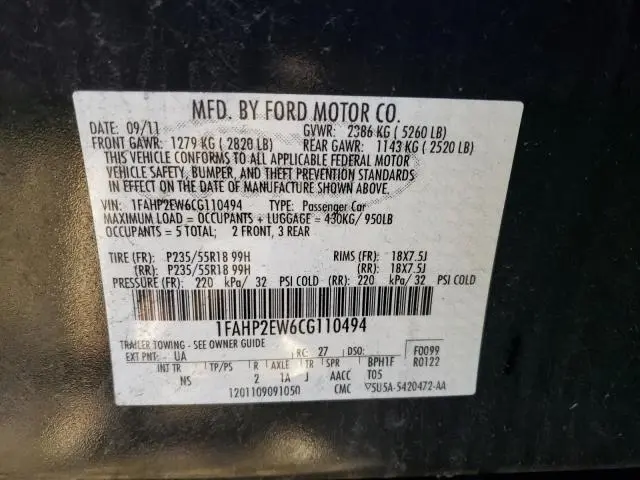 MFD. BY FORD MOTOR CO.
DATE: 09/11 GVWR: 2386 KG ( 5260 LB)
FRONT GAWR: 1279 KG ( 2820 LB) REAR GAWR: 1143 KG ( 2520 LB)
THIS VEHICLE CONFORMS TO ALL APPLICABLE FEDERAL MOTOR
VEHICLE SAFETY, BUMPER, AND THEFT PREVENTION STANDARDS
IN EFFECT ON THE DATE OF MANUFACTURE SHOWN ABOVE.
VIN: 1FAHP2EW6CG110494 TYPE: Passenger Car
MAXIMUM LOAD = OCCUPANTS + LUGGAGE = 430KG/ 950LB
OCCUPANTS = 5 TOTAL; 2 FRONT, 3 REAR
TIRE (FR): P235/55R18 99H RIMS (FR): 18X7.5J
(RR): P235/55R18 99H (RR): 18X7.5J
PRESSURE (FR): 220 kPa/ 32 PSI COLD (RR): 220 kPa/ 32 PSI COLD
1FAHP2EW6CG110494
TRAILER TOWING - SEE OWNER GUIDE
F0099
EXT PNT: UA RC: 27 DSO: R0122
INT TR TP/PS R AXLE TR SPR BPH1F
NS 2 1A J AACC T05
1201109091050 CMC ▽5U5A-5420472-AA